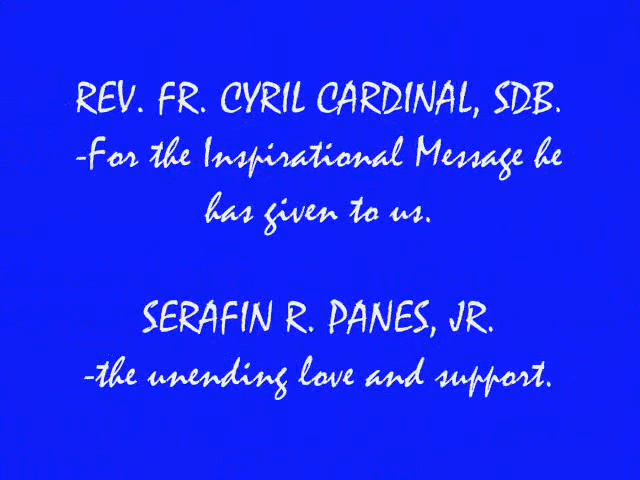 REV. FR. CYRIL CARDINAL, SDB.
-For the Inspirational Message he
has given to us.
SERAFIN R. PANES, JR.
-the unending love and support.